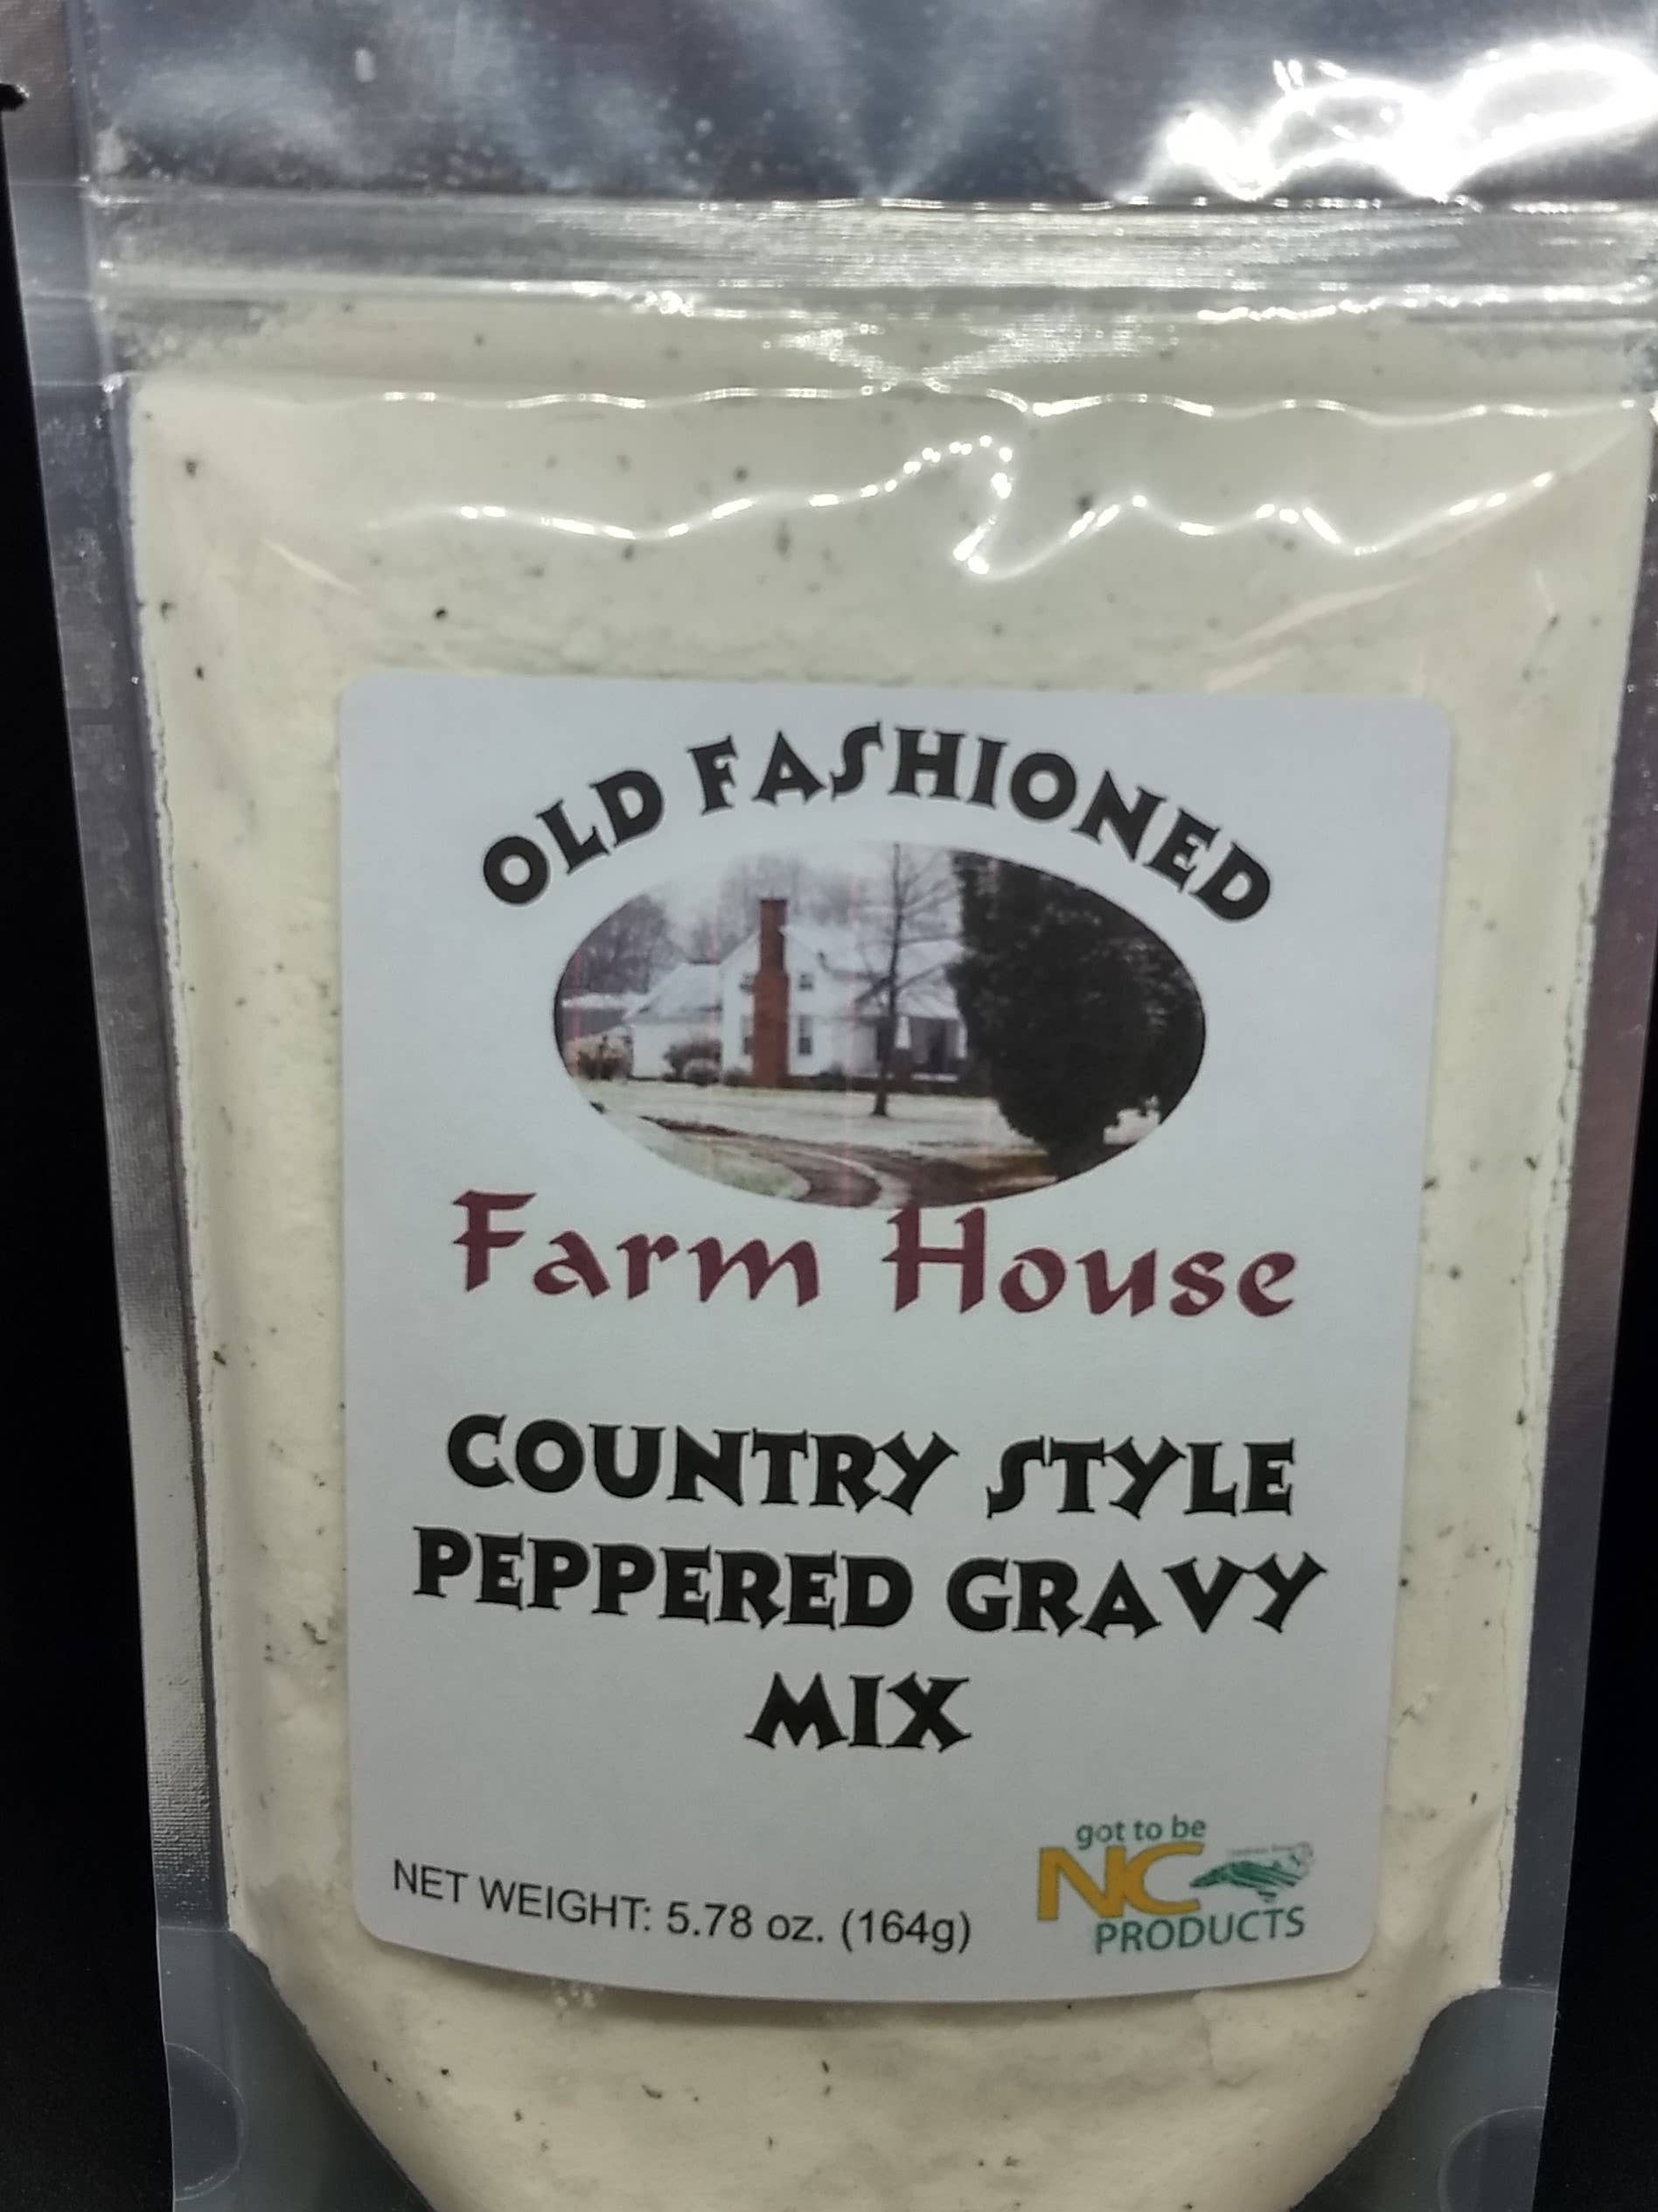 OLD FASHIONED
Farm House
COUNTRY STYLE
PEPPERED GRAVY
MIX
NET WEIGHT: 5.78 oz. (164g)
got to be
NC
PRODUCTS